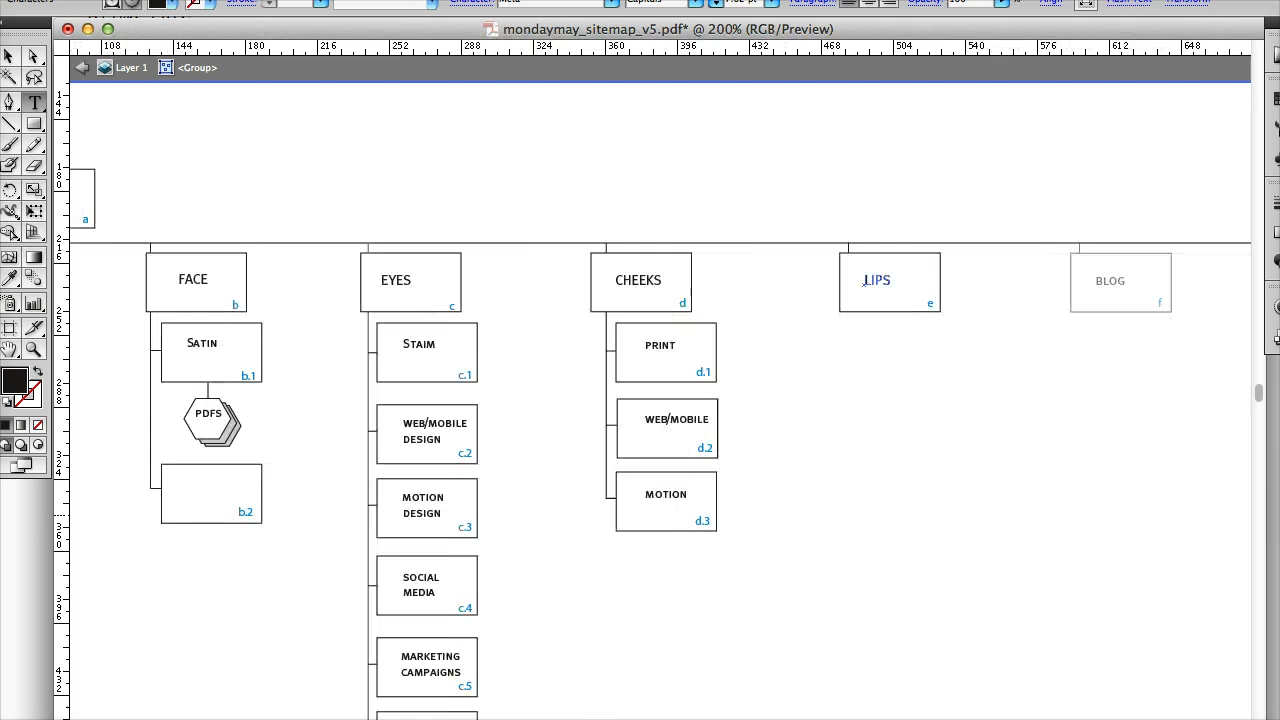 mondaymay_sitemap_v5.pdf* @ 200% (RGB/Preview)
108 144 180 216 252 288 324 360 396 432 468 504 540 576 612 648
Layer 1 <Group>
a
FACE
b
EYES
c
CHEEKS
d
LIPS
e
BLOG
f
SATIN
b.1
STAIM
c.1
PRINT
d.1
PDFS
WEB/MOBILE
DESIGN
c.2
WEB/MOBILE
d.2
b.2
MOTION
DESIGN
c.3
MOTION
d.3
SOCIAL
MEDIA
c.4
MARKETING
CAMPAIGNS
c.5